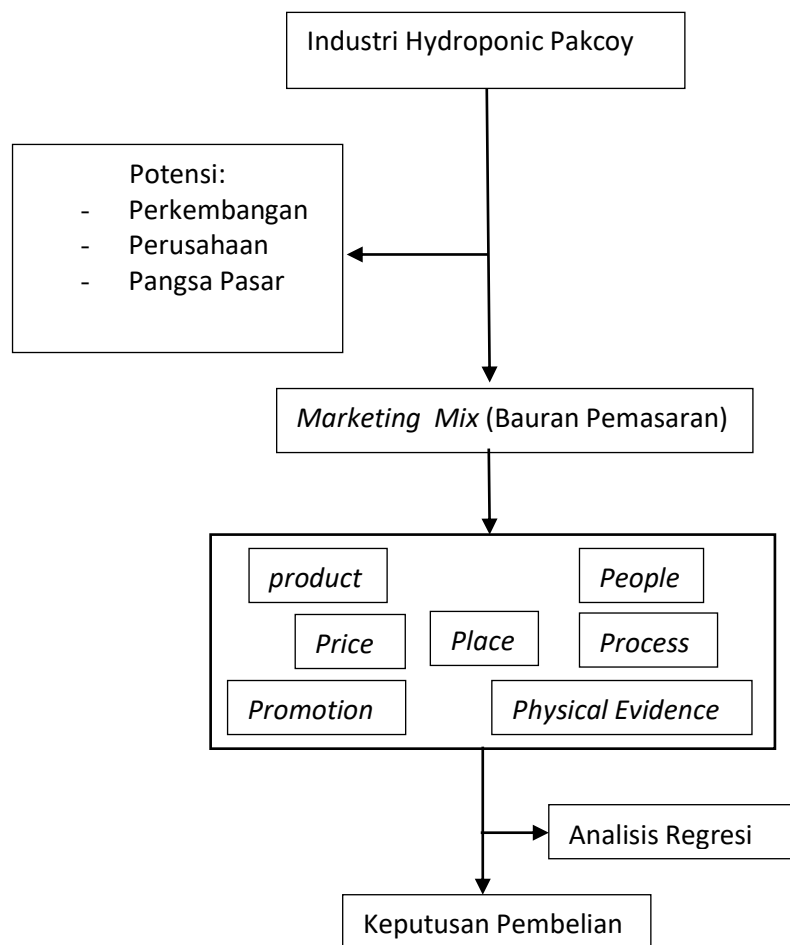 Industri Hydroponic Pakcoy
Potensi:
- Perkembangan
- Perusahaan
- Pangsa Pasar
Marketing Mix (Bauran Pemasaran)
product
People
Price
Place
Process
Promotion
Physical Evidence
Analisis Regresi
Keputusan Pembelian